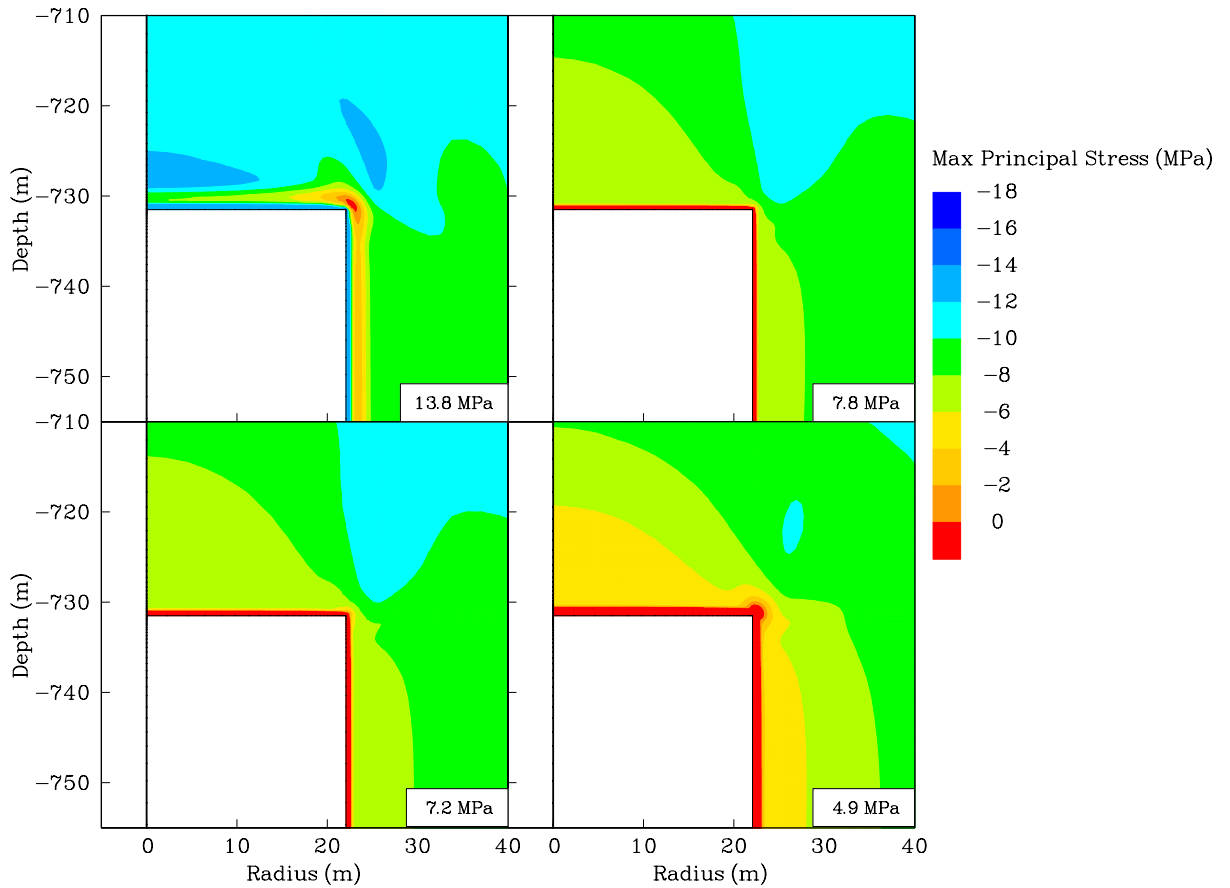 −710
−720
−730
−740
−750
Depth (m)
13.8 MPa
7.8 MPa
Max Principal Stress (MPa)
−18
−16
−14
−12
−10
−8
−6
−4
−2
0
−710
−720
−730
−740
−750
Depth (m)
7.2 MPa
4.9 MPa
0 10 20 30 40 0 10 20 30 40
Radius (m) Radius (m)